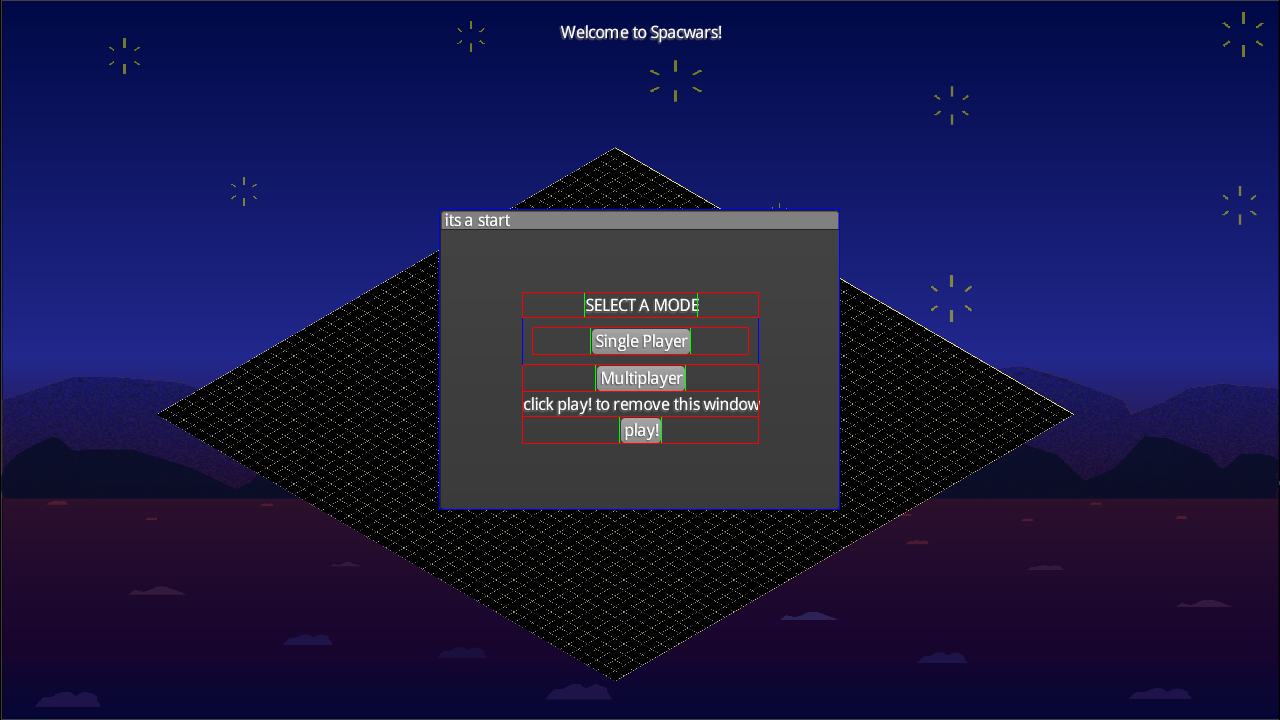 Welcome to Spacwars!
its a start
SELECT A MODE
Single Player
Multiplayer
click play! to remove this window
play!